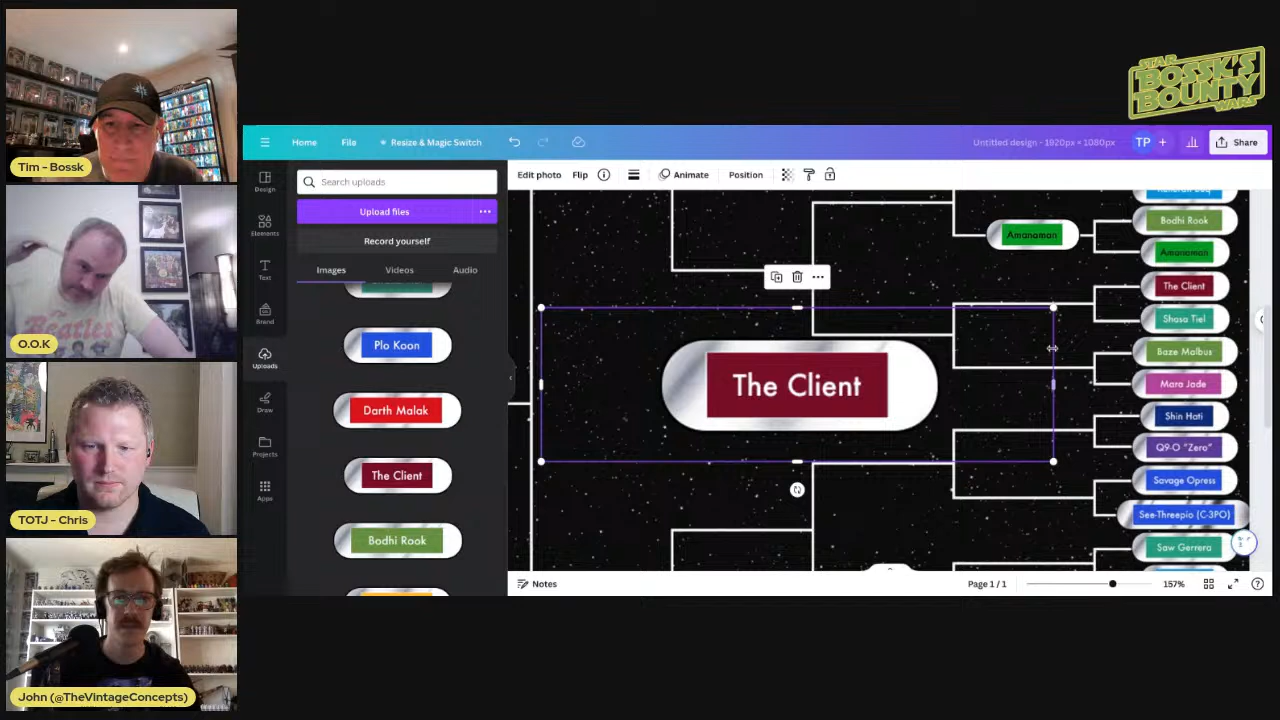 Tim - Bossk
O.O.K
The Beatles
TOTJ - Chris
John (@TheVintageConcepts)
STAR
BOSSK'S
BOUNTY
WARS
Home
File
Resize & Magic Switch
Untitled design - 1920px × 1080px
TP
+
Share
Design
Elements
Text
Brand
Uploads
Draw
Projects
Apps
Search uploads
Upload files
Record yourself
Images
Videos
Audio
Plo Koon
Darth Malak
The Client
Bodhi Rook
Edit photo
Flip
Animate
Position
Amanaman
The Client
Bodhi Rook
Amanaman
The Client
Shasa Tiel
Baze Malbus
Mara Jade
Shin Hati
Q9-0 "Zero"
Savage Opress
See-Threepio (C-3PO)
Saw Gerrera
Notes
Page 1 / 1
157%